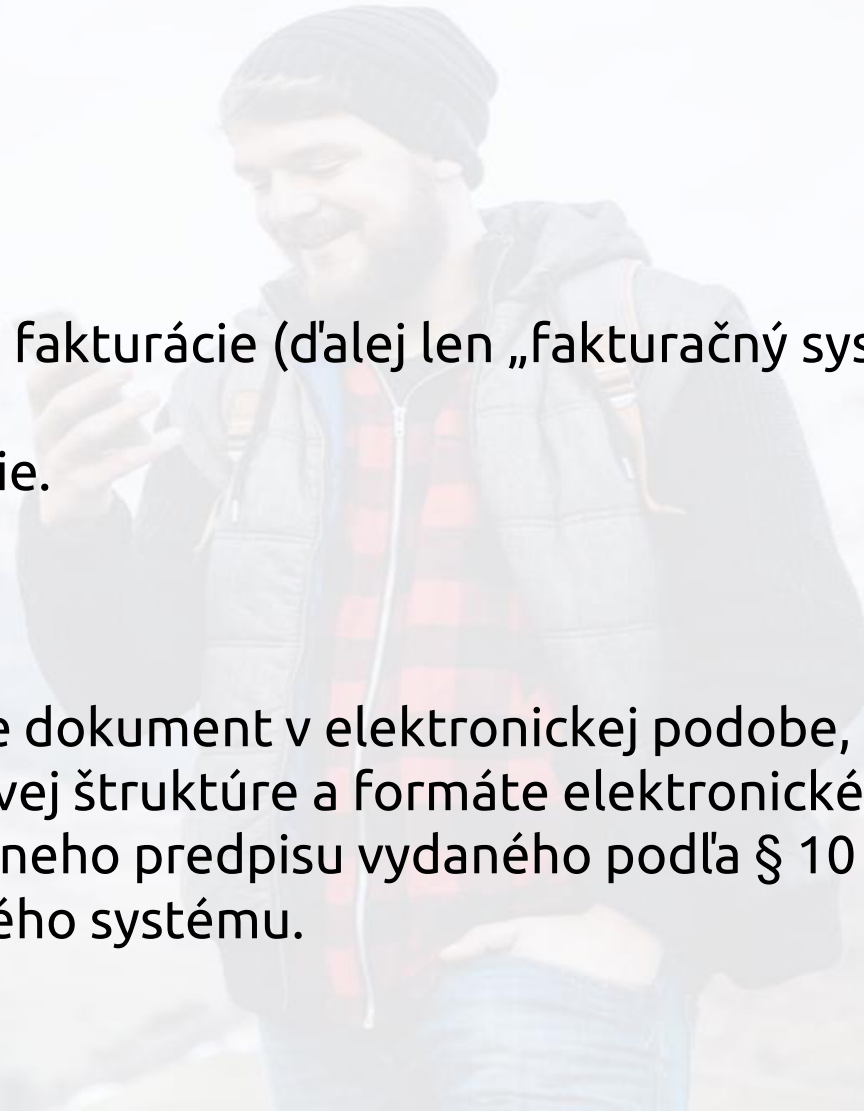 fakturácie (ďalej len „fakturačný sys
ie.
e dokument v elektronickej podobe,
vej štruktúre a formáte elektronické
neho predpisu vydaného podľa § 10
ého systému.